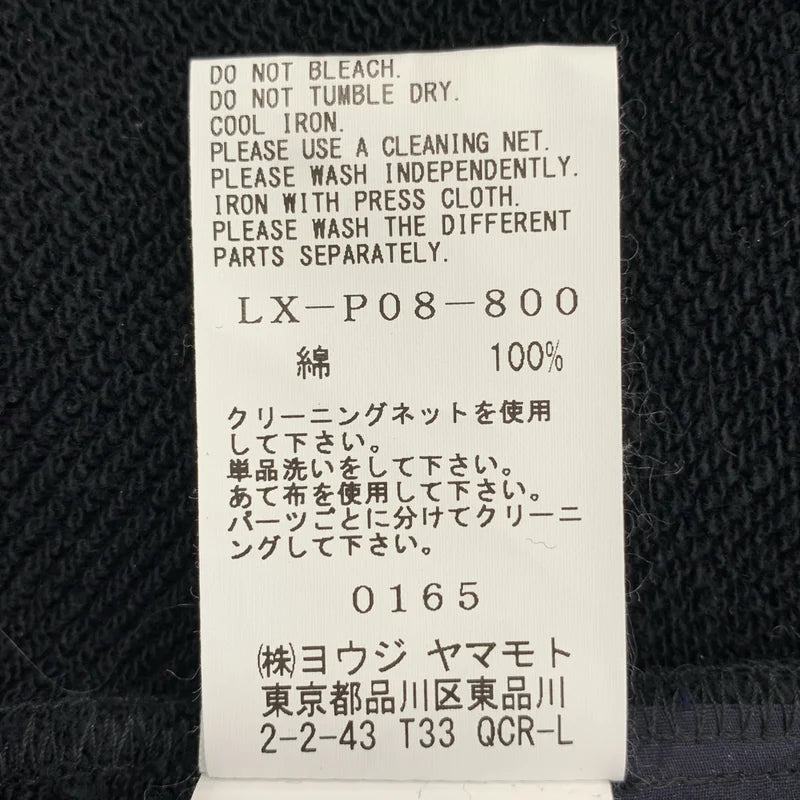 DO NOT BLEACH.
DO NOT TUMBLE DRY.
COOL IRON.
PLEASE USE A CLEANING NET.
PLEASE WASH INDEPENDENTLY.
IRON WITH PRESS CLOTH.
PLEASE WASH THE DIFFERENT
PARTS SEPARATELY.
LX-P08-800
綿 100%
クリーニングネットを使用
して下さい。
単品洗いをして下さい。
あて布を使用して下さい。
パーツごとに分けてクリーニ
ングして下さい。
0165
㈱ヨウジ ヤマモト
東京都品川区東品川
2-2-43 T33 QCR-L